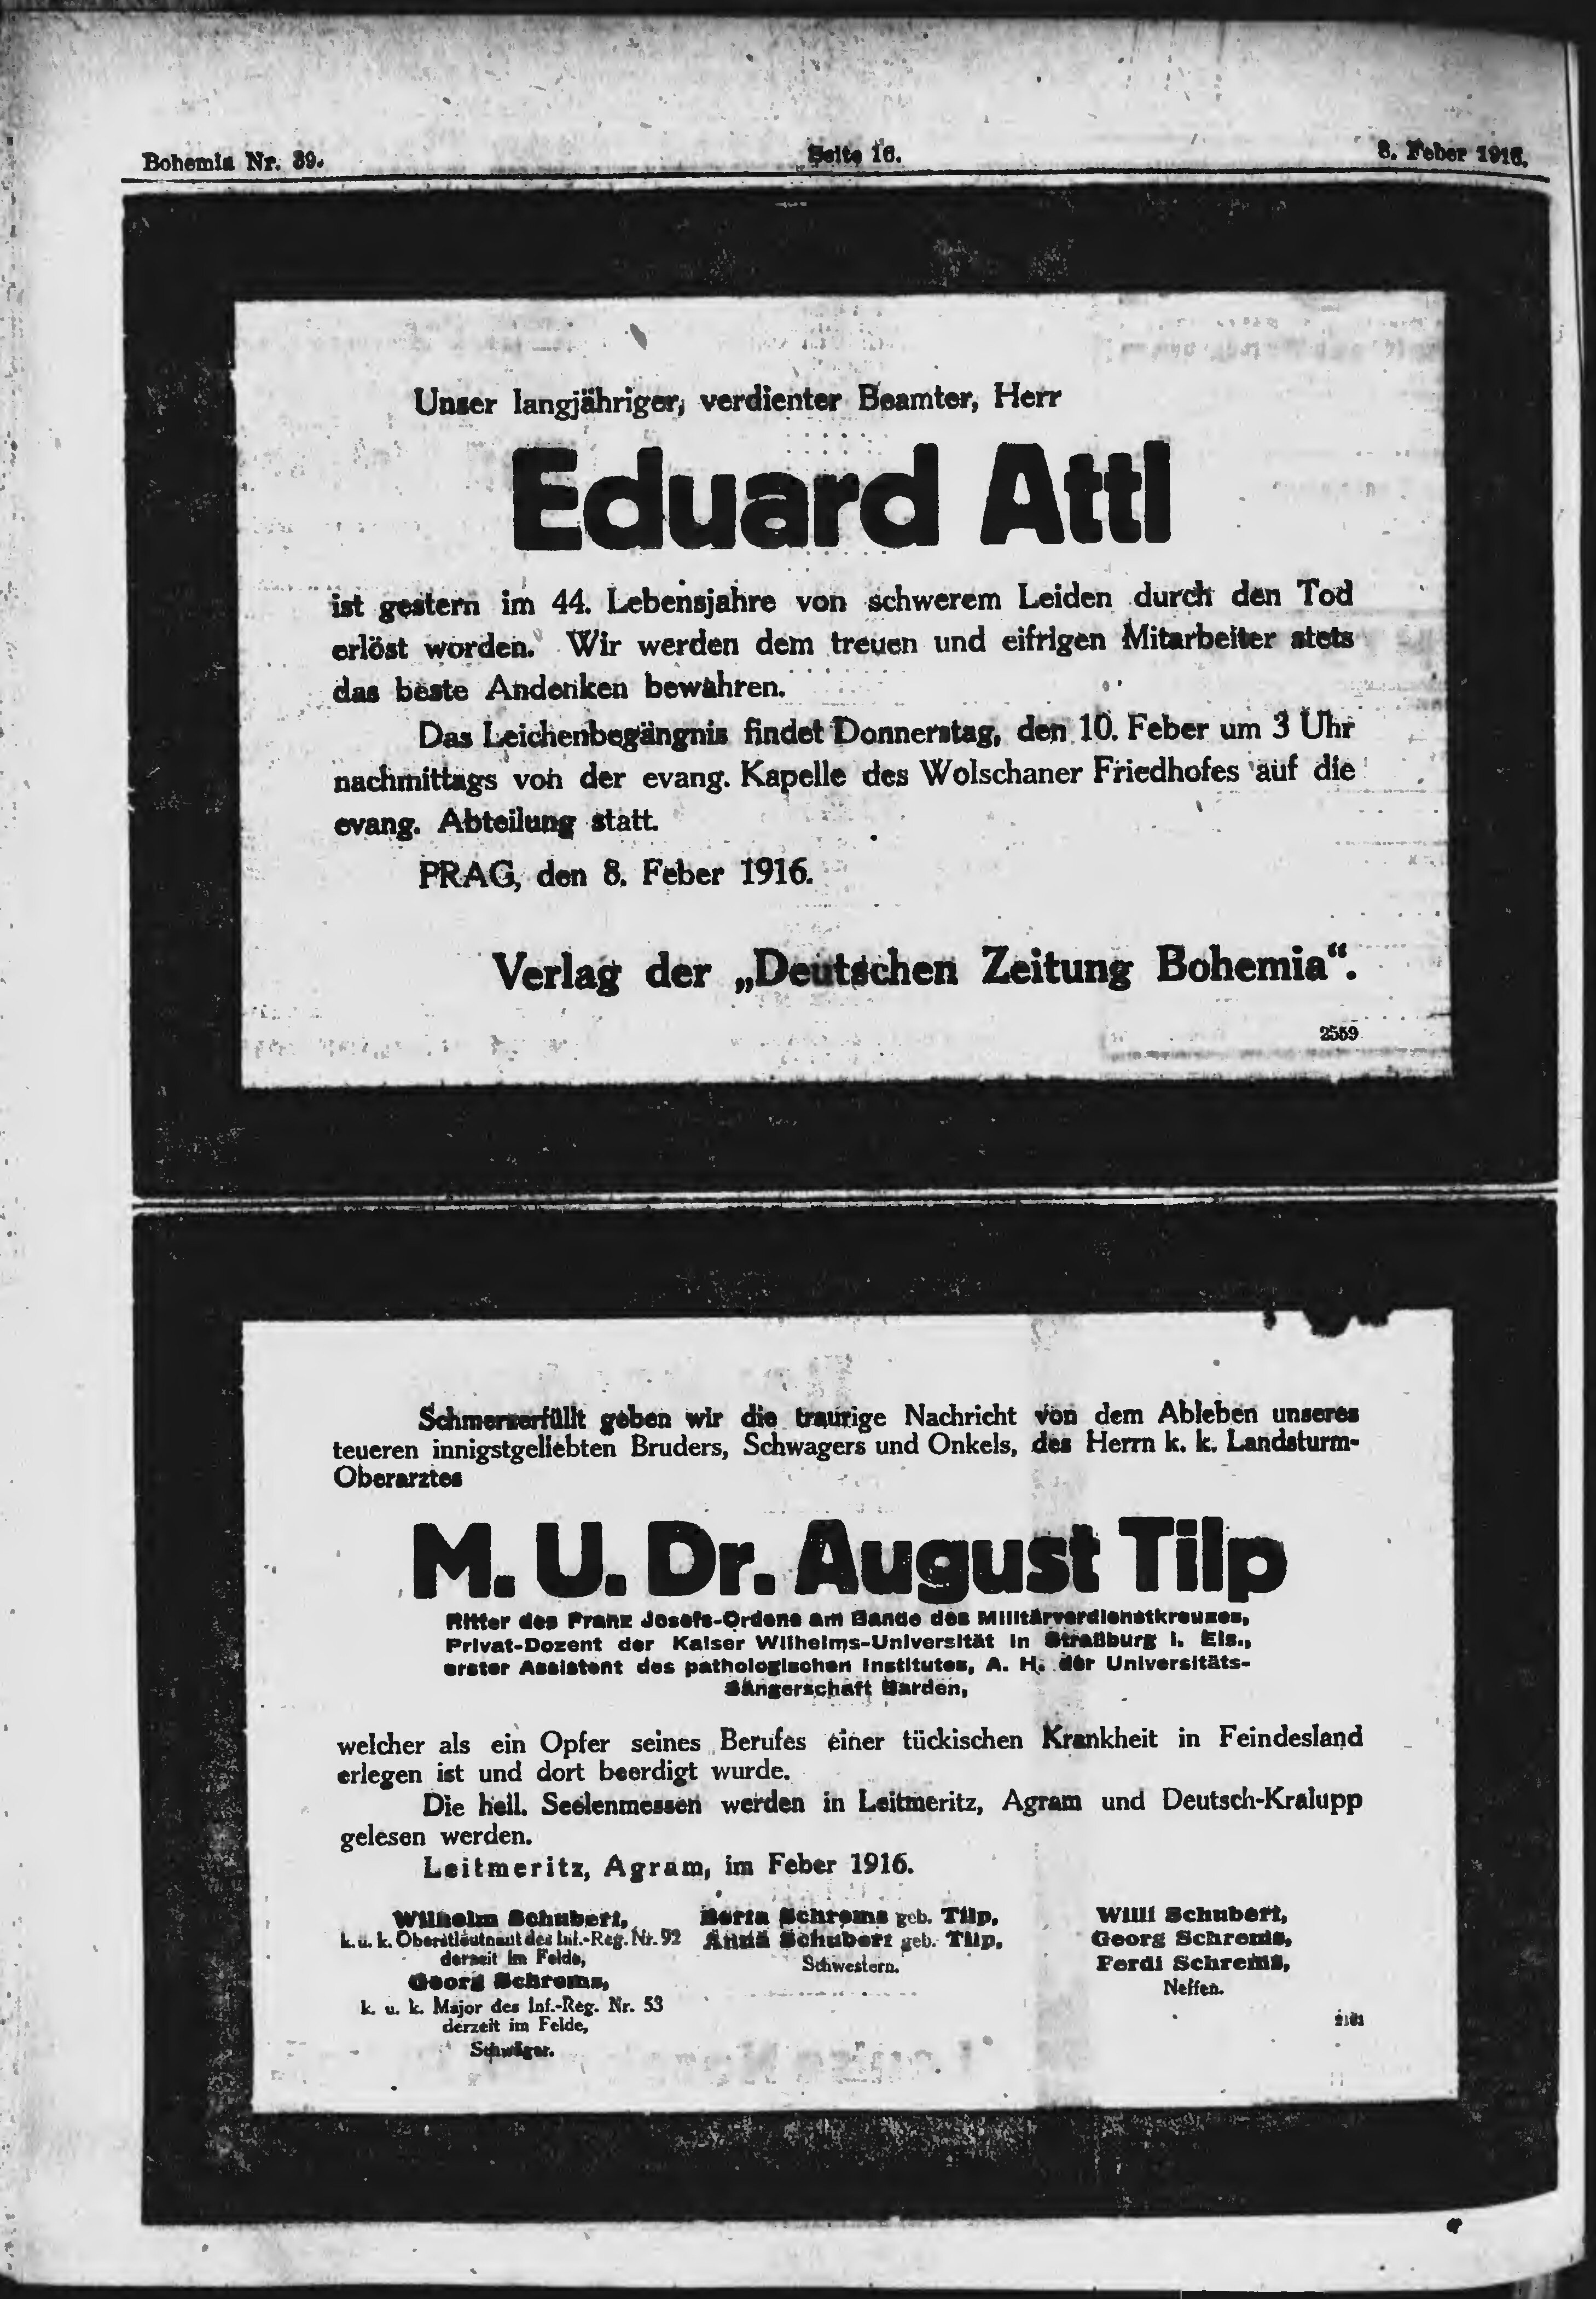 Bohemia Nr. 39.
Seite 16.
8. Feber 1916.
Unser langjähriger, verdienter Beamter, Herr
Eduard Attl
ist gestern im 44. Lebensjahre von schwerem Leiden durch den Tod
erlöst worden. Wir werden dem treuen und eifrigen Mitarbeiter stets
das beste Andenken bewahren.
Das Leichenbegängnis findet Donnerstag, den 10. Feber um 3 Uhr
nachmittags von der evang. Kapelle des Wolschaner Friedhofes auf die
evang. Abteilung statt.
PRAG, den 8. Feber 1916.
Verlag der „Deutschen Zeitung Bohemia“.
2559
Schmerzerfüllt geben wir die traurige Nachricht von dem Ableben unseres
teueren innigstgeliebten Bruders, Schwagers und Onkels, des Herrn k. k. Landsturm-
Oberarztes
M. U. Dr. August Tilp
Ritter des Franz Josefs-Ordens am Bande des Militärverdienstkreuzes,
Privat-Dozent der Kaiser Wilhelms-Universität in Straßburg i. Els.,
erster Assistent des pathologischen Institutes, A. H. der Universitäts-
Sängerschaft Barden,
welcher als ein Opfer seines Berufes einer tückischen Krankheit in Feindesland
erlegen ist und dort beerdigt wurde.
Die heil. Seelenmessen werden in Leitmeritz, Agram und Deutsch-Kralupp
gelesen werden.
Leitmeritz, Agram, im Feber 1916.
Wilhelm Schubert,
k. u. k. Oberstleutnant des Inf.-Reg. Nr. 92
derzeit im Felde,
Georg Schrems,
k. u. k. Major des Inf.-Reg. Nr. 53
derzeit im Felde,
Schwäger.
Berta Schrems geb. Tilp,
Anna Schubert geb. Tilp,
Schwestern.
Willi Schubert,
Georg Schrems,
Ferdi Schrems,
Neffen.